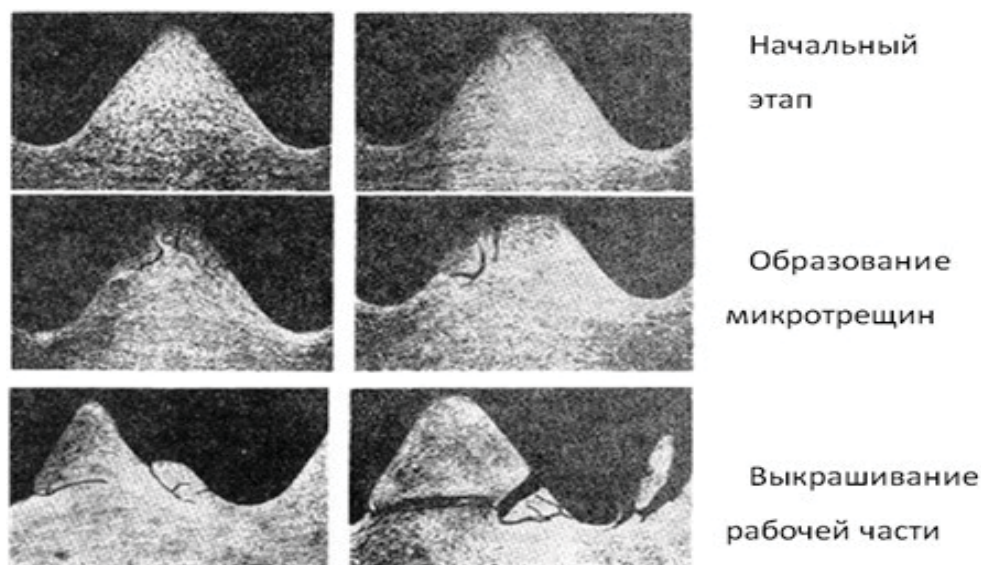 Начальный
этап
Образование
микротрещин
Выкрашивание
рабочей части